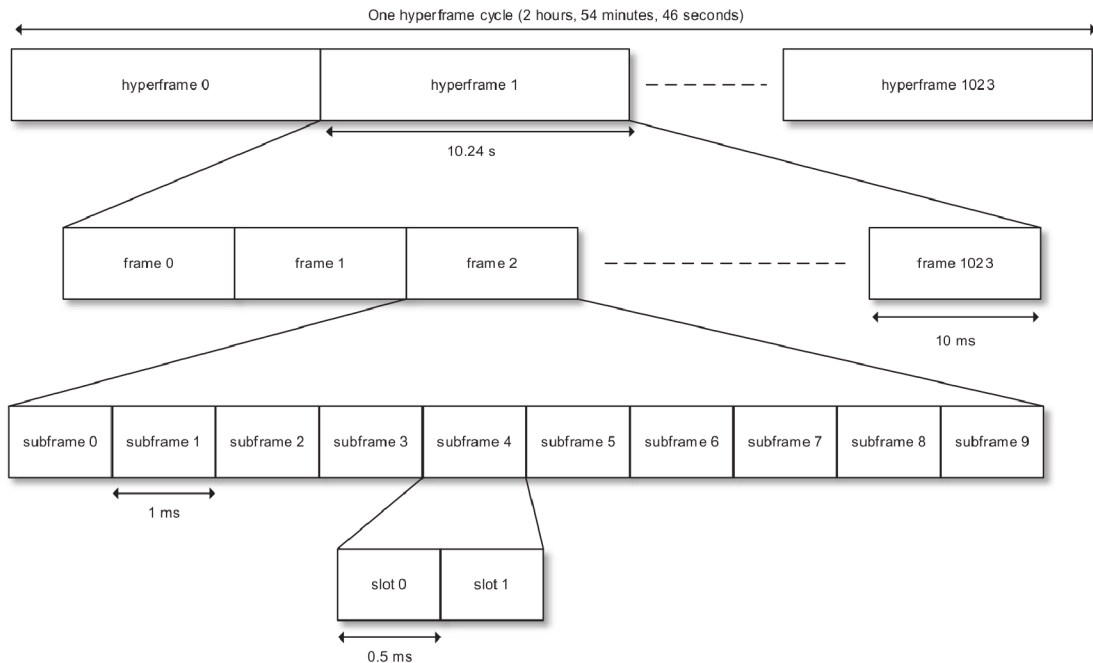 One hyperframe cycle (2 hours, 54 minutes, 46 seconds)
hyperframe 0 hyperframe 1 hyperframe 1023
10.24 s
frame 0 frame 1 frame 2 frame 1023
10 ms
subframe 0 subframe 1 subframe 2 subframe 3 subframe 4 subframe 5 subframe 6 subframe 7 subframe 8 subframe 9
1 ms
slot 0 slot 1
0.5 ms